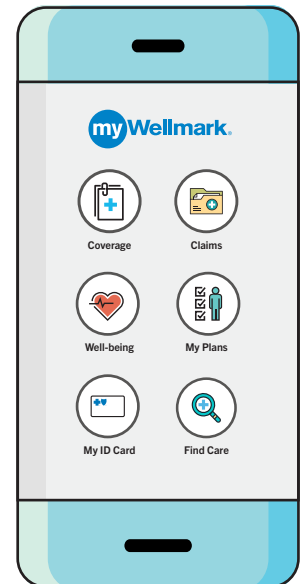 myWellmark.
Coverage
Claims
Well-being
My Plans
My ID Card
Find Care